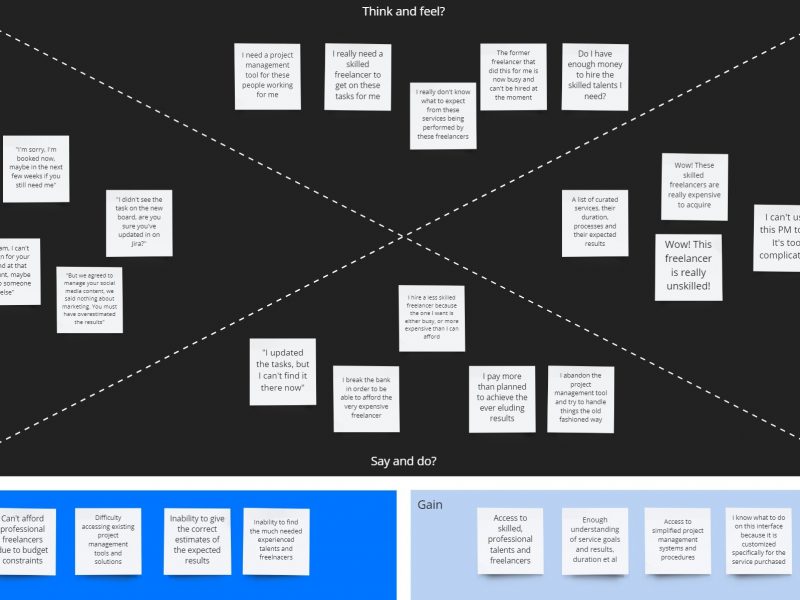 Think and feel?
I need a project
management
tool for these
people working
for me
I really need a
skilled
freelancer to
get on these
tasks for me
I really don't know
what to expect
from these
services being
performed by
these freelancers
The former
freelancer that
did this for me is
now busy and
can't be hired at
the moment
Do I have
enough money
to hire the
skilled talents I
need?
"I'm sorry, I'm
booked now,
maybe in the next
few weeks if you
still need me"
"I didn't see the
task on the new
board, are you
sure you've
updated in on
Jira?"
am, I can't
n for your
nd at that
nt, maybe
o someone
else"
"But we agreed to
manage your social
media content, we
said nothing about
marketing. You must
have overestimated
the results"
A list of curated
services, their
duration,
processes and
their expected
results
Wow! These
skilled
freelancers are
really expensive
to acquire
Wow! This
freelancer
is really
unskilled!
I can't us
this PM to
It's too
complicat
I hire a less skilled
freelancer because
the one I want is
either busy, or more
expensive than I can
afford
"I updated
the tasks, but
I can't find it
there now"
I break the bank
in order to be
able to afford the
very expensive
freelancer
I pay more
than planned
to achieve the
ever eluding
results
I abandon the
project
management tool
and try to handle
things the old
fashioned way
Say and do?
Can't afford
professional
freelancers
due to budget
constraints
Difficulty
accessing existing
project
management
tools and
solutions
Inability to give
the correct
estimates of
the expected
results
Inability to find
the much needed
experienced
talents and
freelnacers
Gain
Access to
skilled,
professional
talents and
freelancers
Enough
understanding
of service goals
and results,
duration et al
Access to
simplified project
management
systems and
procedures
I know what to do
on this interface
because it is
customized
specifically for the
service purchased